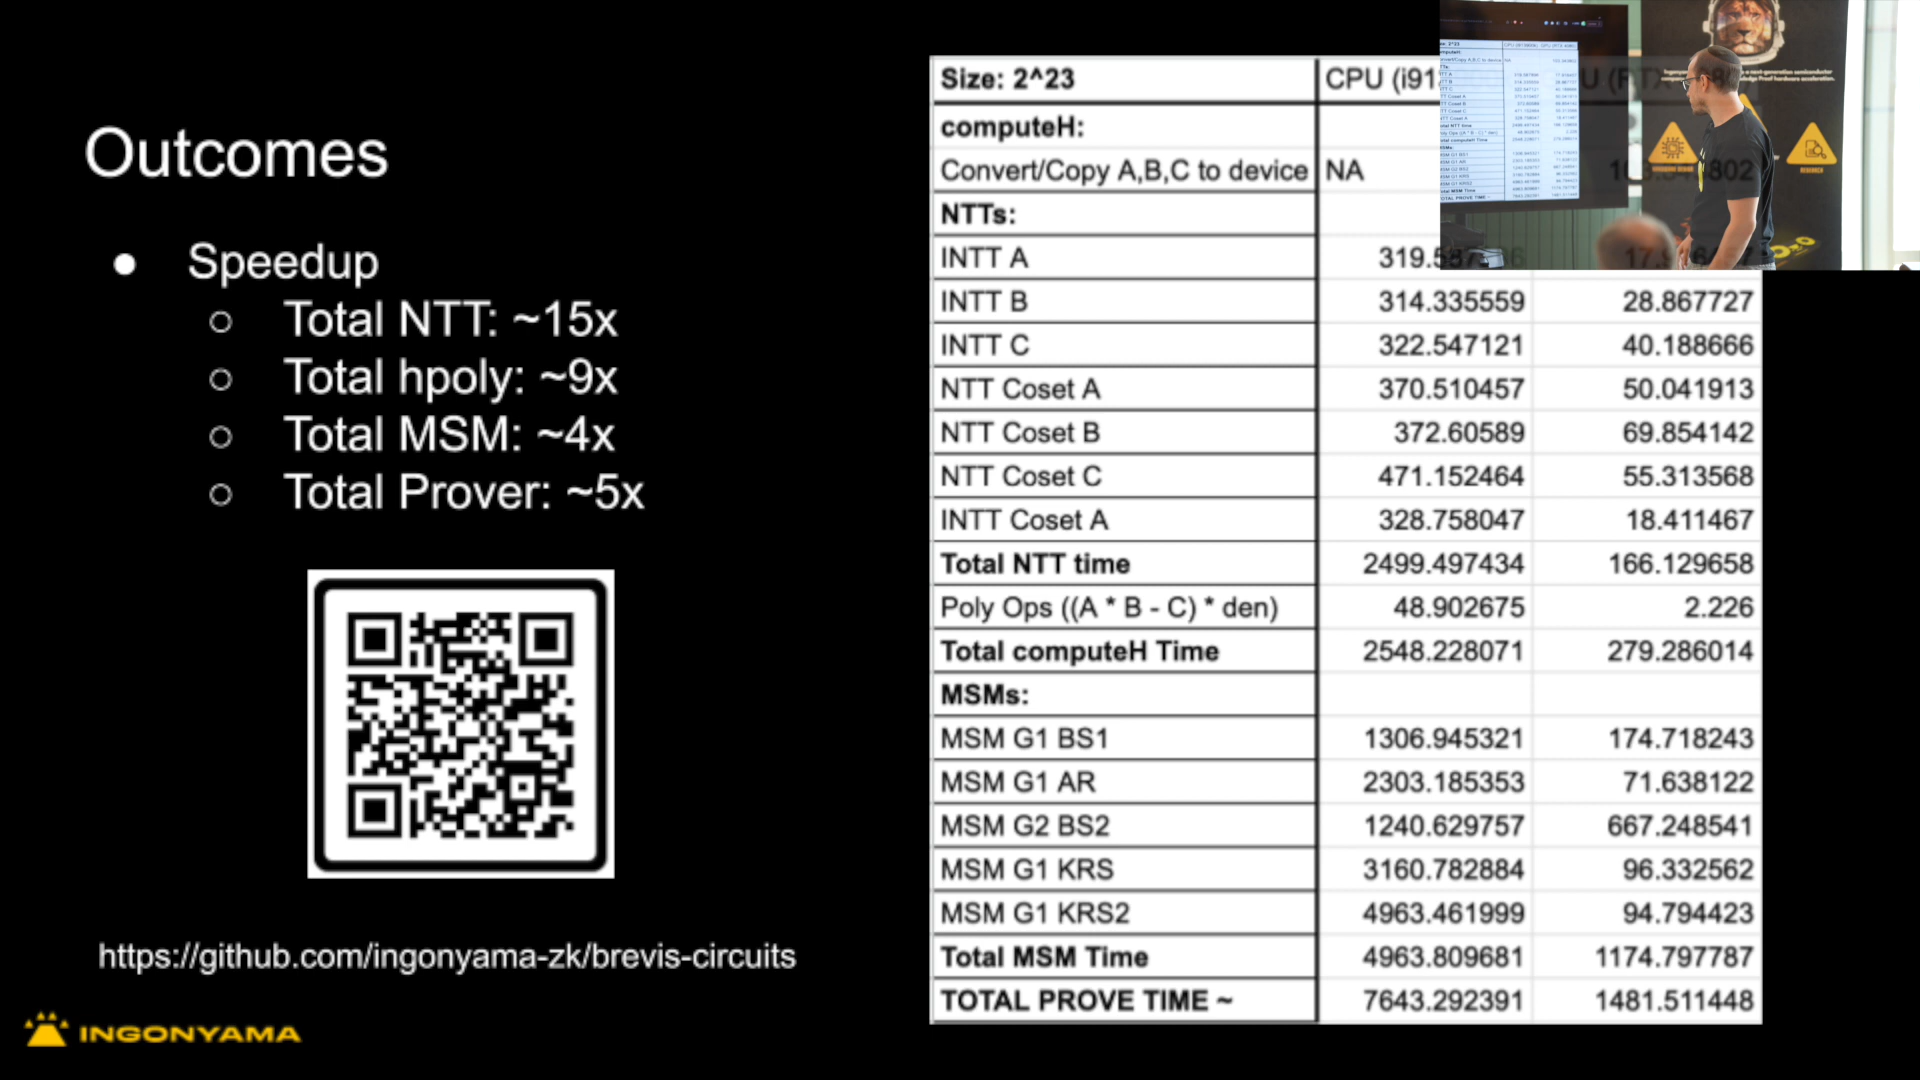 Outcomes
● Speedup
○ Total NTT: ~15x
○ Total hpoly: ~9x
○ Total MSM: ~4x
○ Total Prover: ~5x
https://github.com/ingonyama-zk/brevis-circuits
INGONYAMA
Size: 2^23 CPU (i91
computeH:
Convert/Copy A,B,C to device NA
NTTs:
INTT A
INTT B 314.335559 28.867727
INTT C 322.547121 40.188666
NTT Coset A 370.510457 50.041913
NTT Coset B 372.60589 69.854142
NTT Coset C 471.152464 55.313568
INTT Coset A 328.758047 18.411467
Total NTT time 2499.497434 166.129658
Poly Ops ((A * B - C) * den) 48.902675 2.226
Total computeH Time 2548.228071 279.286014
MSMs:
MSM G1 BS1 1306.945321 174.718243
MSM G1 AR 2303.185353 71.638122
MSM G2 BS2 1240.629757 667.248541
MSM G1 KRS 3160.782884 96.332562
MSM G1 KRS2 4963.461999 94.794423
Total MSM Time 4963.809681 1174.797787
TOTAL PROVE TIME ~ 7643.292391 1481.511448